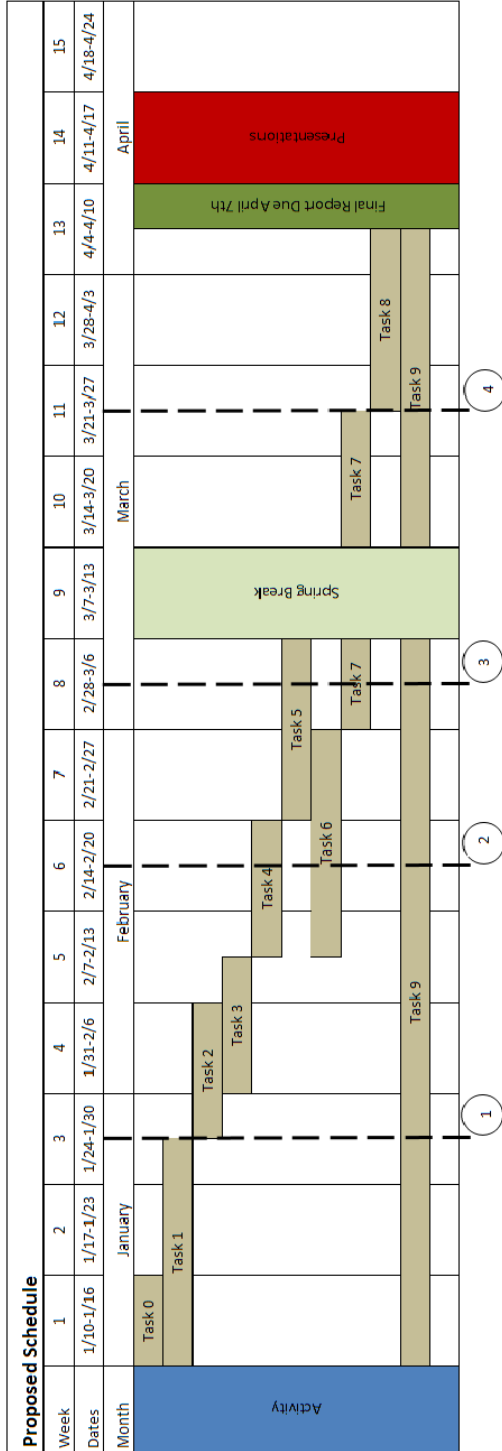 Proposed Schedule
Week 1 2 3 4 5 6 7 8 9 10 11 12 13 14 15
Dates 1/10-1/16 1/17-1/23 1/24-1/30 1/31-2/6 2/7-2/13 2/14-2/20 2/21-2/27 2/28-3/6 3/7-3/13 3/14-3/20 3/21-3/27 3/28-4/3 4/4-4/10 4/11-4/17 4/18-4/24
Month January February March April
Activity
Task 0
Task 1
Task 2
Task 3
Task 4
Task 5
Task 6
Task 7 Task 7
Task 8
Task 9 Task 9
Spring Break
Final Report Due April 7th
Presentations
1 2 3 4